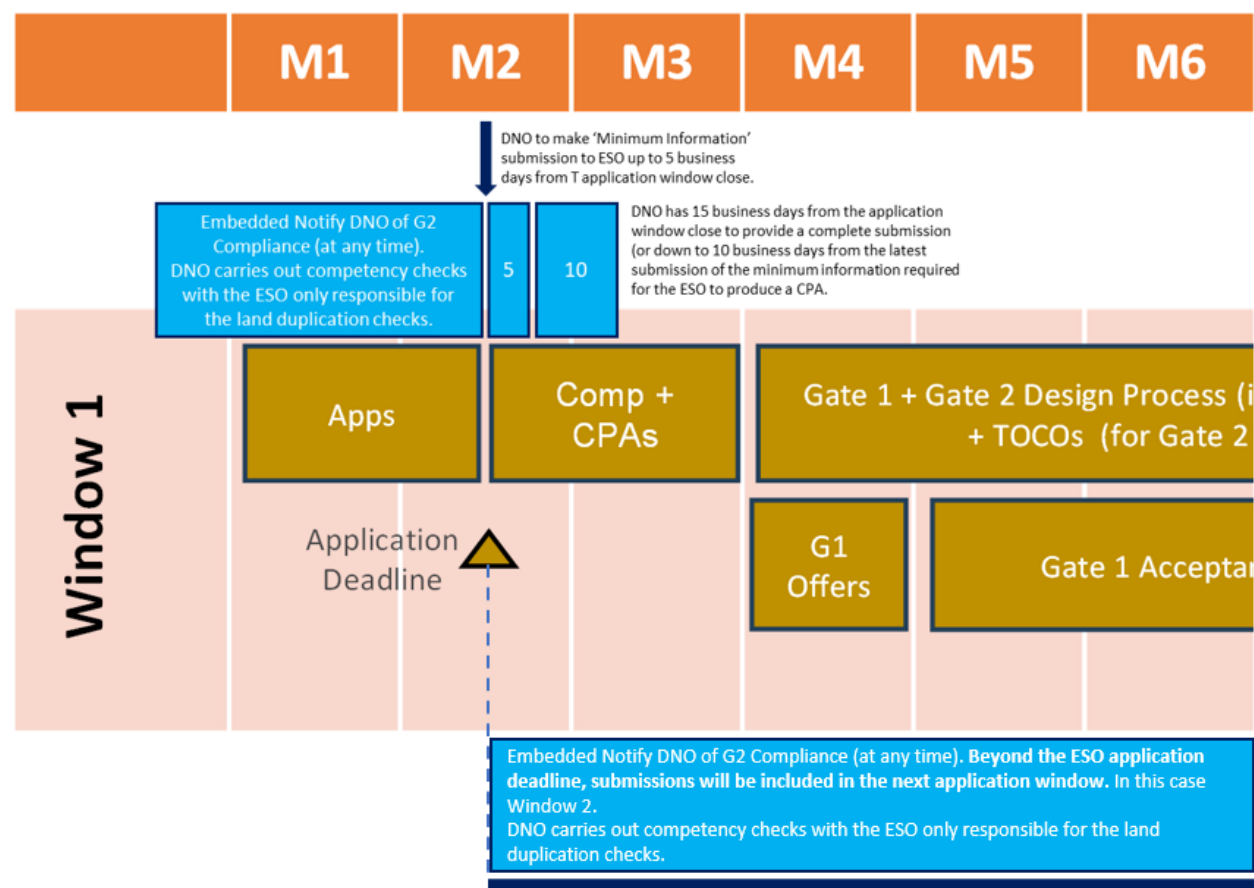 M1 M2 M3 M4 M5 M6
DNO to make ‘Minimum Information’
submission to ESO up to 5 business
days from T application window close.
Embedded Notify DNO of G2
Compliance (at any time).
DNO carries out competency checks
with the ESO only responsible for
the land duplication checks.
5
10
DNO has 15 business days from the application
window close to provide a complete submission
(or down to 10 business days from the latest
submission of the minimum information required
for the ESO to produce a CPA.
Window 1
Apps
Comp +
CPAs
Gate 1 + Gate 2 Design Process (i
+ TOCOs (for Gate 2
Application
Deadline
G1
Offers
Gate 1 Acceptan
Embedded Notify DNO of G2 Compliance (at any time). Beyond the ESO application
deadline, submissions will be included in the next application window. In this case
Window 2.
DNO carries out competency checks with the ESO only responsible for the land
duplication checks.